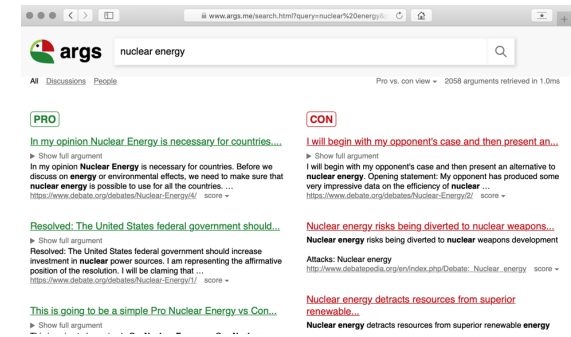 www.args.me/search.html?query=nuclear%20energy&
args
nuclear energy
All Discussions People
Pro vs. con view 2058 arguments retrieved in 1.0ms
PRO
In my opinion Nuclear Energy is necessary for countries....
Show full argument
In my opinion Nuclear Energy is necessary for countries. Before we
discuss on energy or environmental effects, we need to make sure that
nuclear energy is possible to use for all the countries. ...
https://www.debate.org/debates/Nuclear-Energy/4/ score
Resolved: The United States federal government should...
Show full argument
Resolved: The United States federal government should increase
investment in nuclear power sources. I am representing the affirmative
position of the resolution. I will be claming that ...
https://www.debate.org/debates/Nuclear-Energy/1/ score
This is going to be a simple Pro Nuclear Energy vs Con...
Show full argument
CON
I will begin with my opponent's case and then present an...
Show full argument
I will begin with my opponent's case and then present an alternative to
nuclear energy. Opening statement: My opponent has produced some
very impressive data on the efficiency of nuclear ...
https://www.debate.org/debates/Nuclear-Energy/2/ score
Nuclear energy risks being diverted to nuclear weapons...
Nuclear energy risks being diverted to nuclear weapons development
Attacks: Nuclear energy
http://www.debatepedia.org/en/index.php/Debate:_Nuclear_energy score
Nuclear energy detracts resources from superior
renewable...
Nuclear energy detracts resources from superior renewable energy